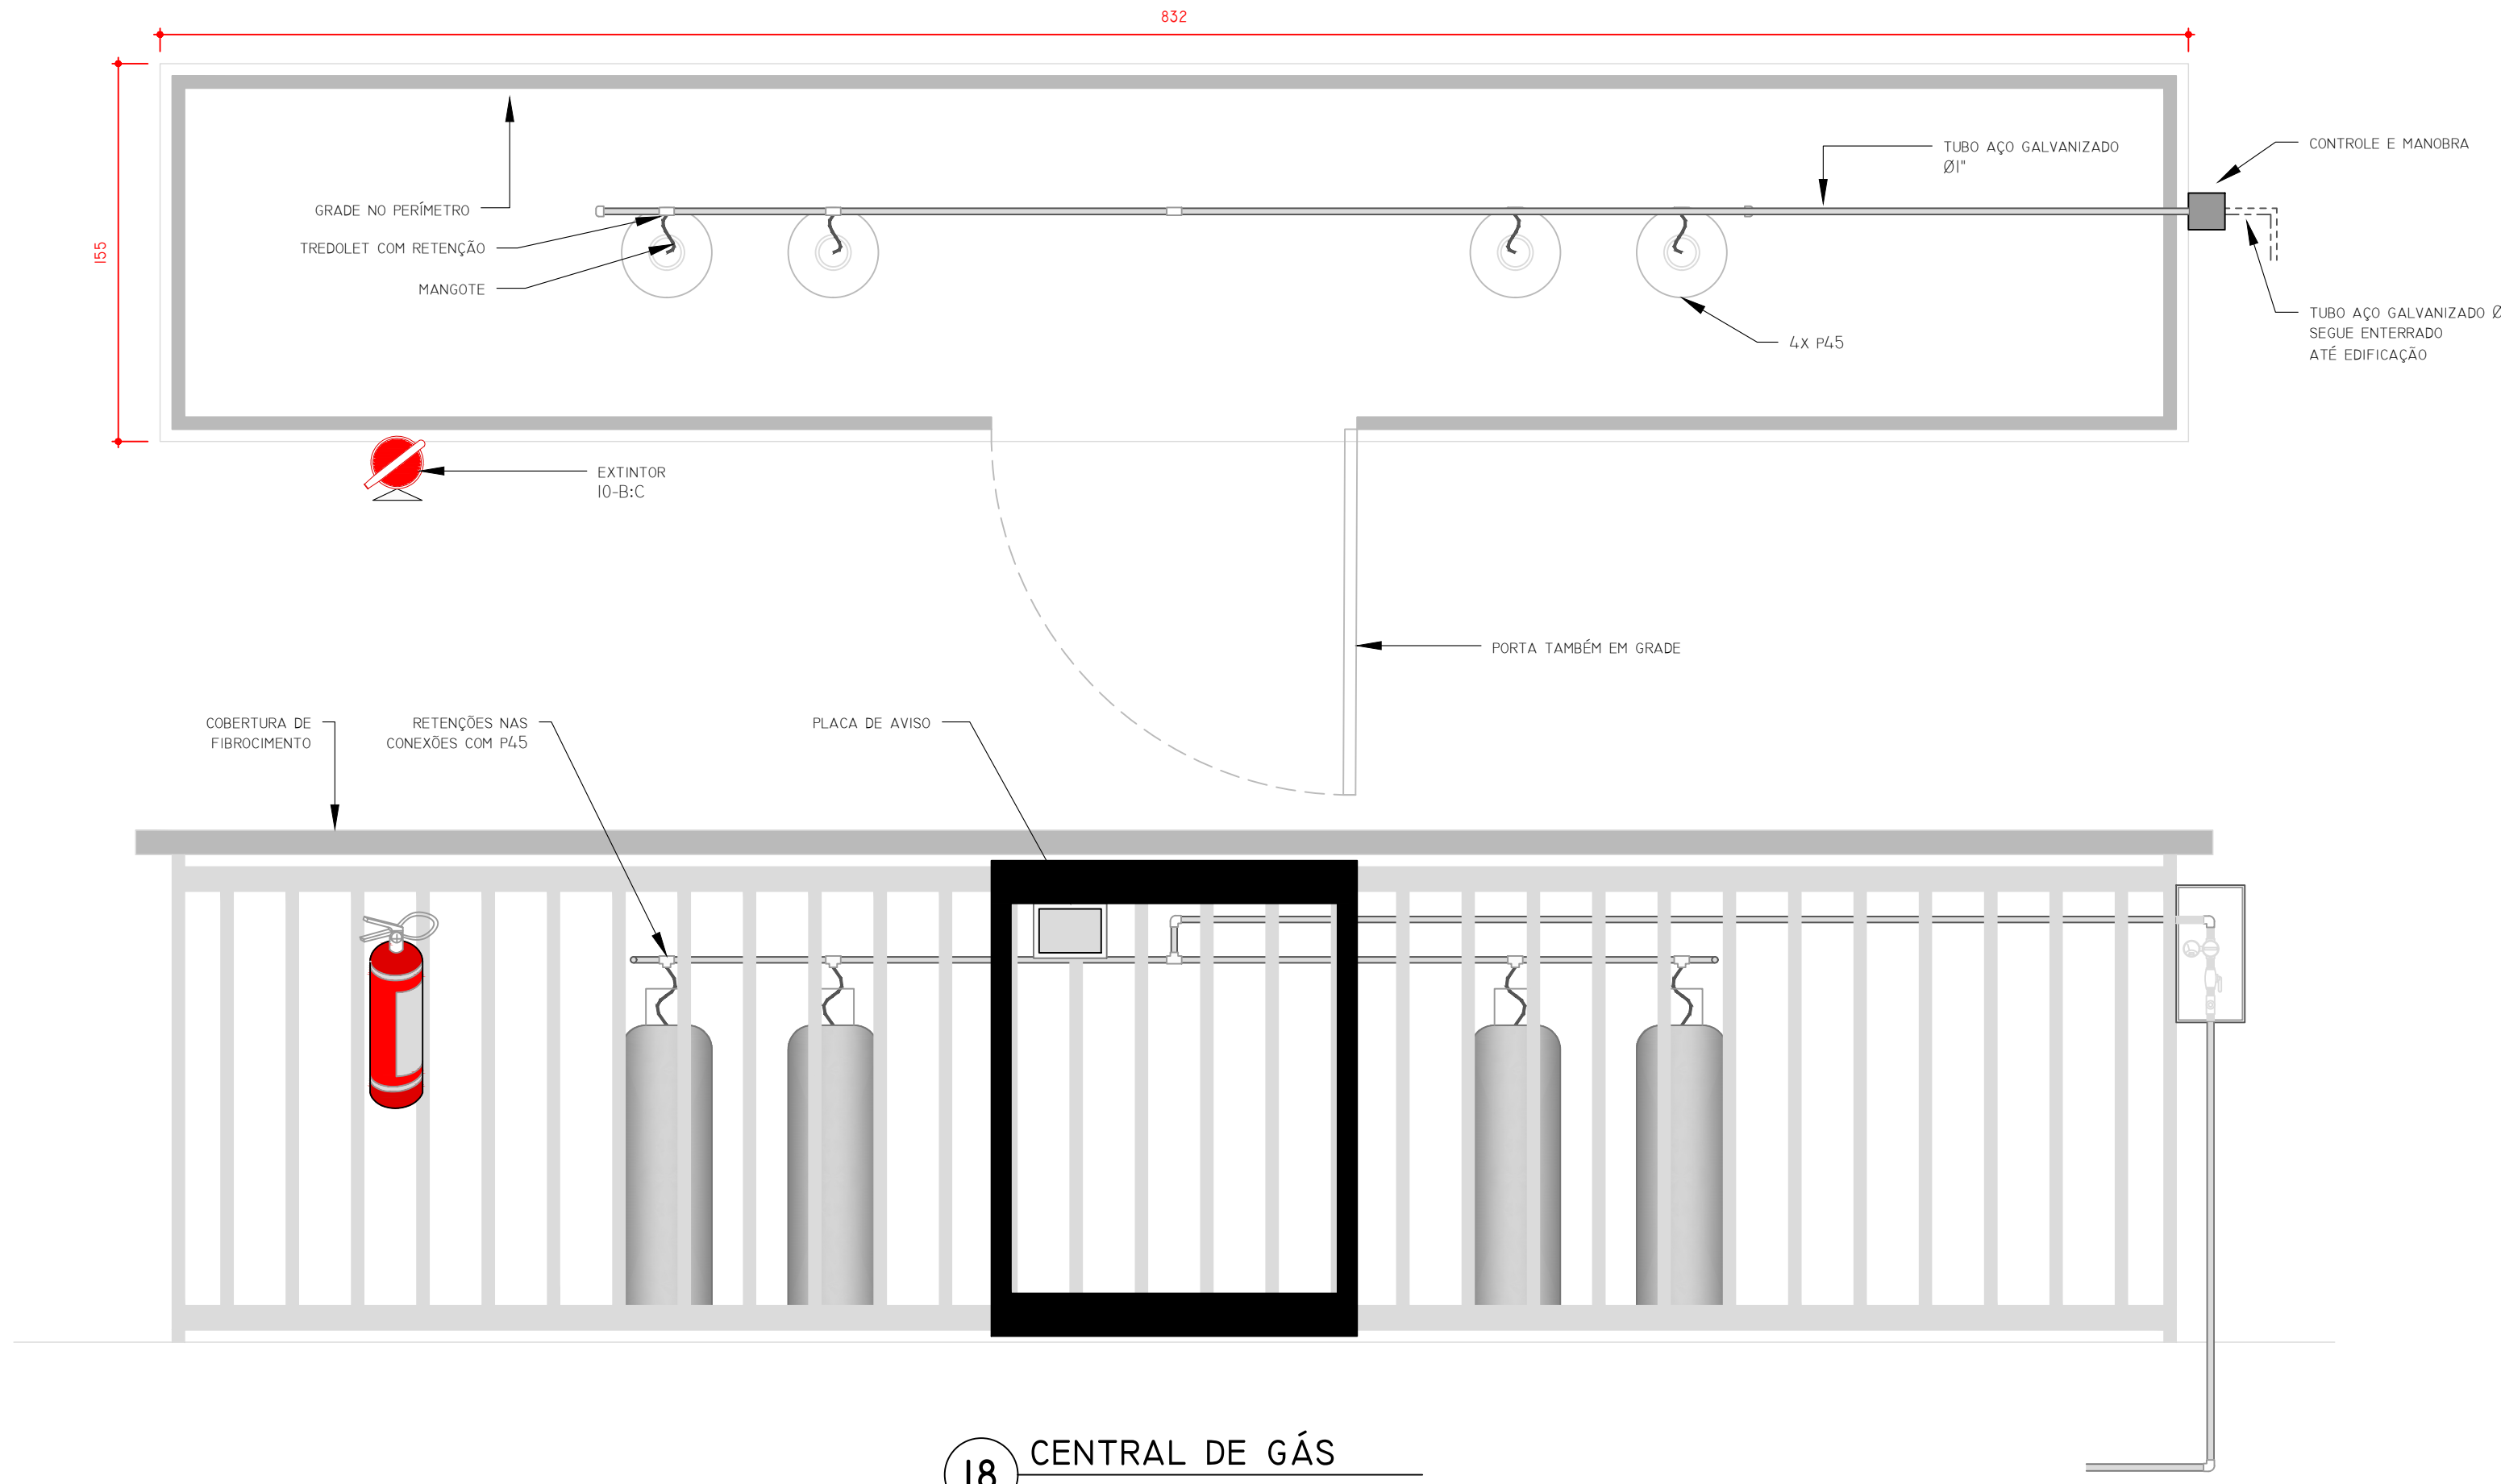 832
155
GRADE NO PERÍMETRO
TREDOLET COM RETENÇÃO
MANGOTE
TUBO AÇO GALVANIZADO
Ø1"
CONTROLE E MANOBRA
TUBO AÇO GALVANIZADO Ø
SEGUE ENTERRADO
ATÉ EDIFICAÇÃO
4X P45
EXTINTOR
10-B:C
PORTA TAMBÉM EM GRADE
COBERTURA DE
FIBROCIMENTO
RETENÇÕES NAS
CONEXÕES COM P45
PLACA DE AVISO
18
CENTRAL DE GÁS